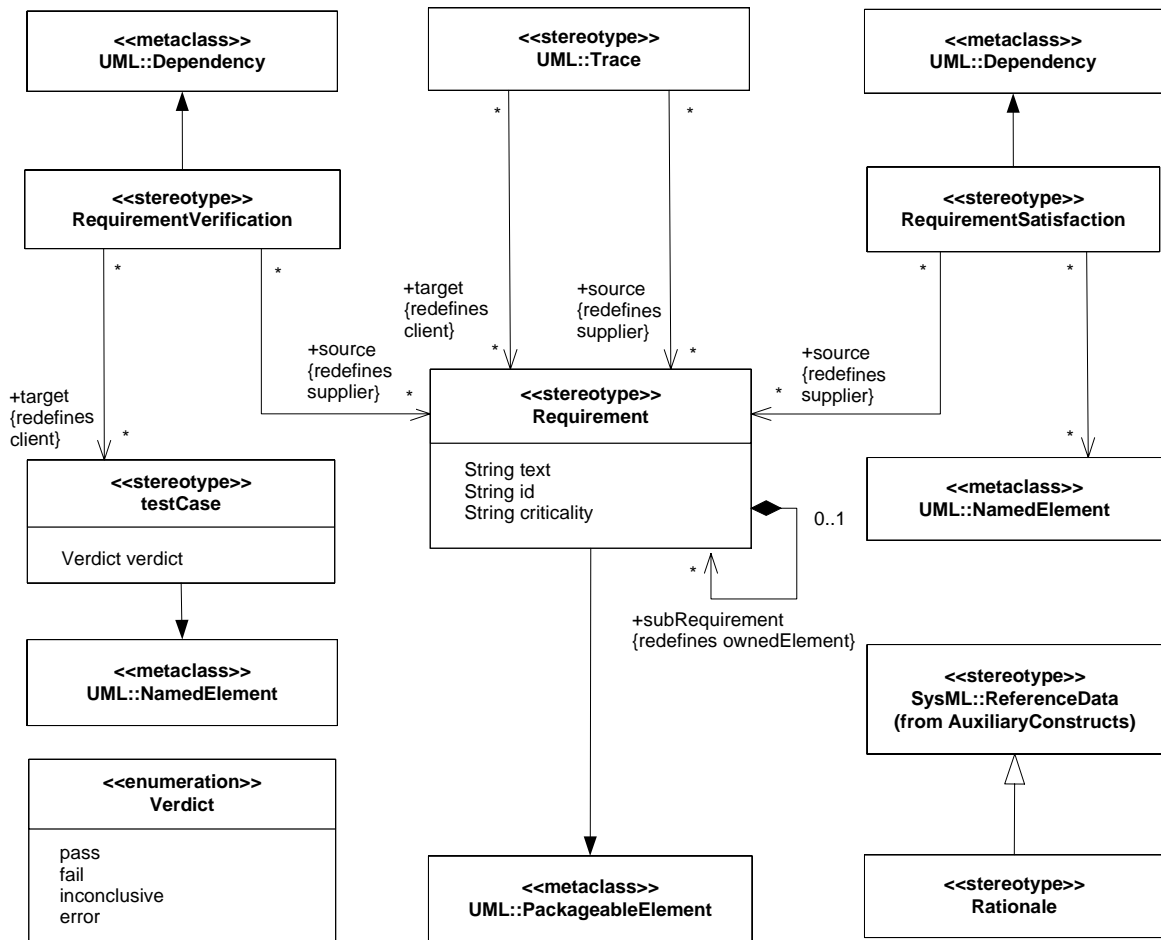 <<metaclass>>
UML::Dependency
<<stereotype>>
UML::Trace
<<metaclass>>
UML::Dependency
*
*
<<stereotype>>
RequirementVerification
<<stereotype>>
RequirementSatisfaction
*
*
*
*
+target
{redefines
client}
*
+source
{redefines
supplier}
*
+source
{redefines
supplier}
*
+source
{redefines
supplier}
*
+target
{redefines
client}
*
<<stereotype>>
Requirement
String text
String id
String criticality
0..1
*
+subRequirement
{redefines ownedElement}
*
<<metaclass>>
UML::NamedElement
<<stereotype>>
testCase
Verdict verdict
<<metaclass>>
UML::NamedElement
<<stereotype>>
SysML::ReferenceData
(from AuxiliaryConstructs)
<<enumeration>>
Verdict
pass
fail
inconclusive
error
<<metaclass>>
UML::PackageableElement
<<stereotype>>
Rationale